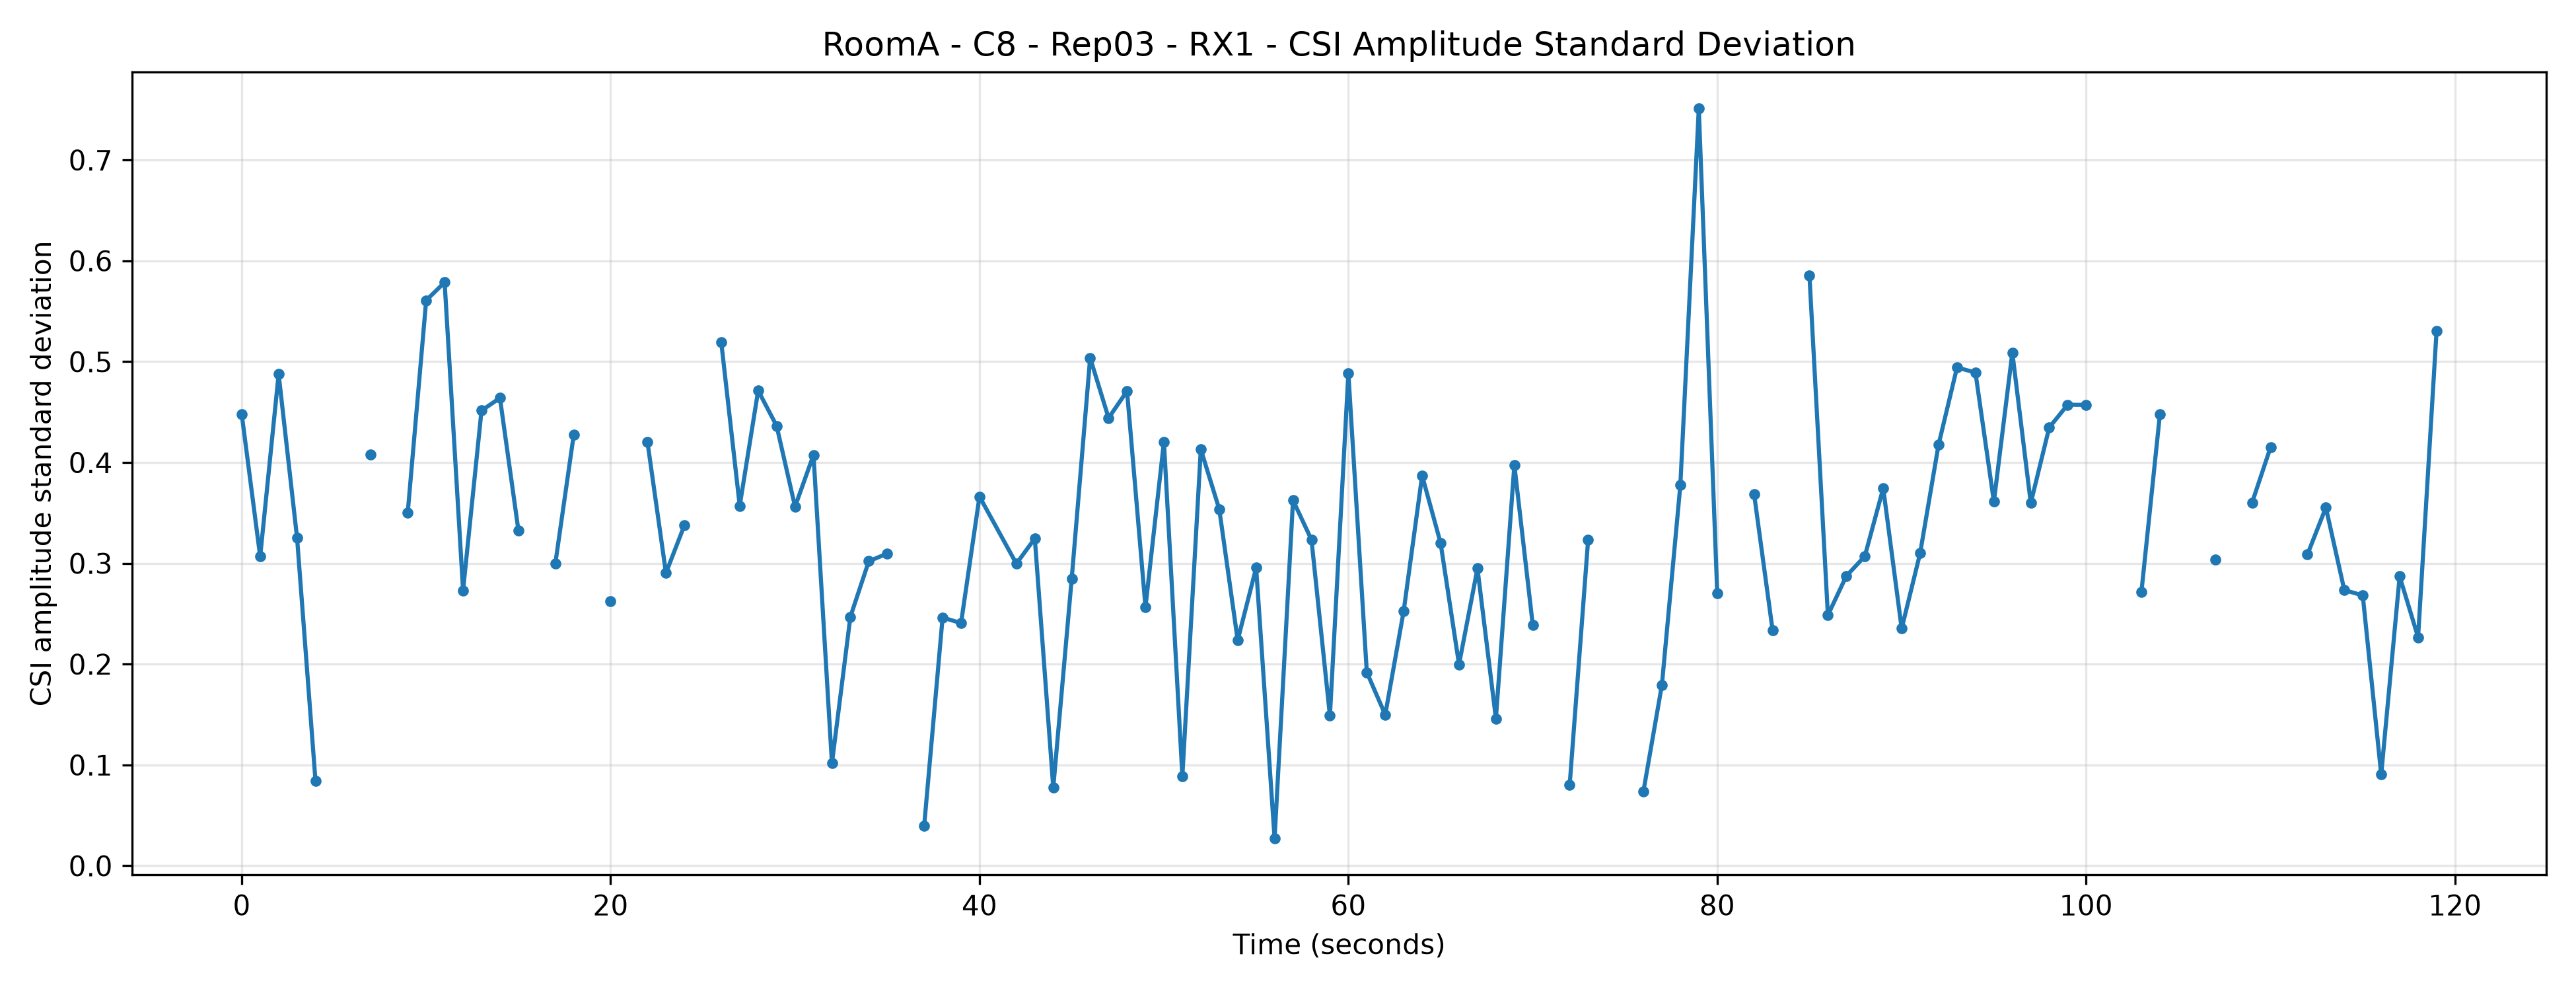 RoomA - C8 - Rep03 - RX1 - CSI Amplitude Standard Deviation
CSI amplitude standard deviation
0.7
0.6
0.5
0.4
0.3
0.2
0.1
0.0
0 20 40 60 80 100 120
Time (seconds)